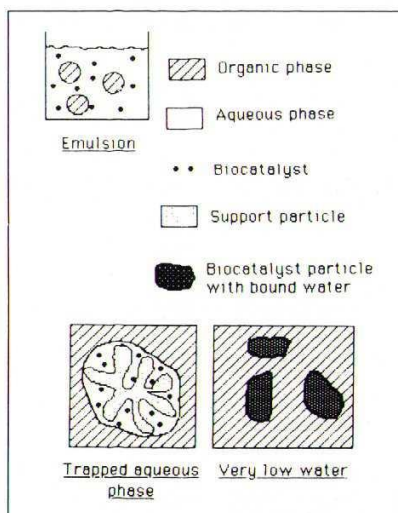 Organic phase
Aqueous phase
Emulsion
Biocatalyst
Support particle
Biocatalyst particle
with bound water
Trapped aqueous
phase
Very low water